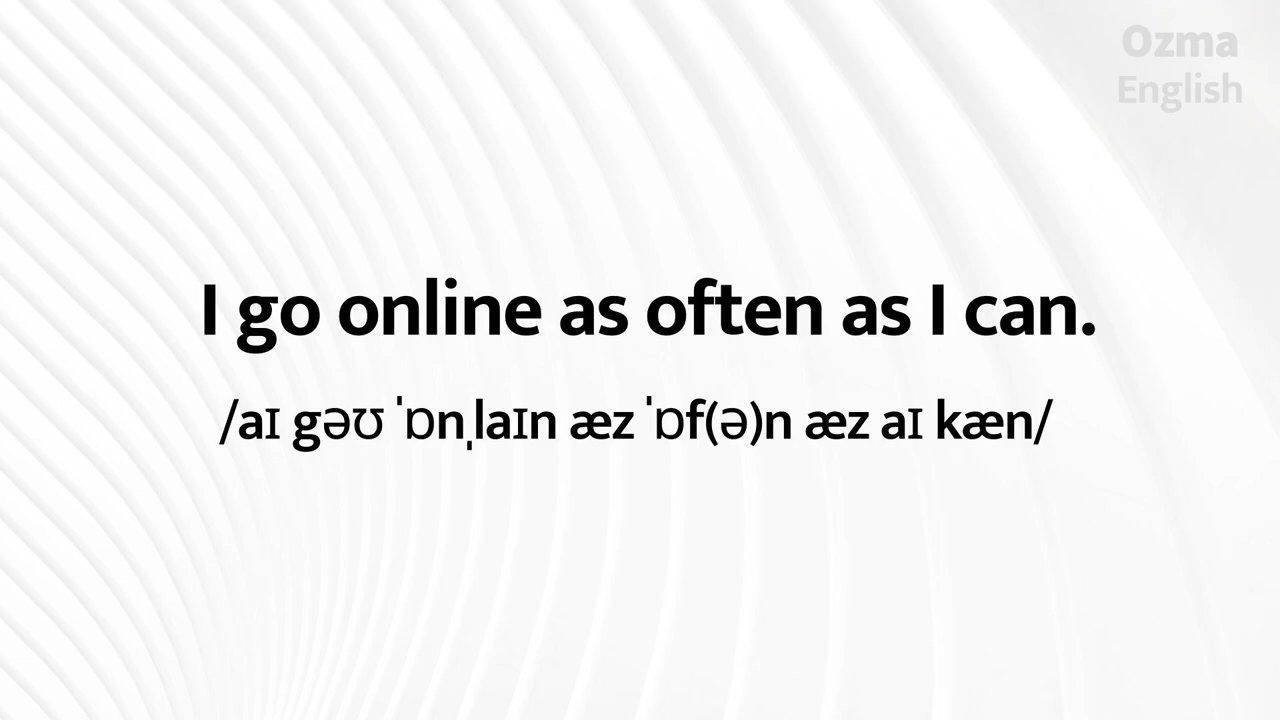 Ozma
English
I go online as often as I can.
/aɪ gəʊ ˈɒnˌlaɪn æz ˈɒf(ə)n æz aɪ kæn/